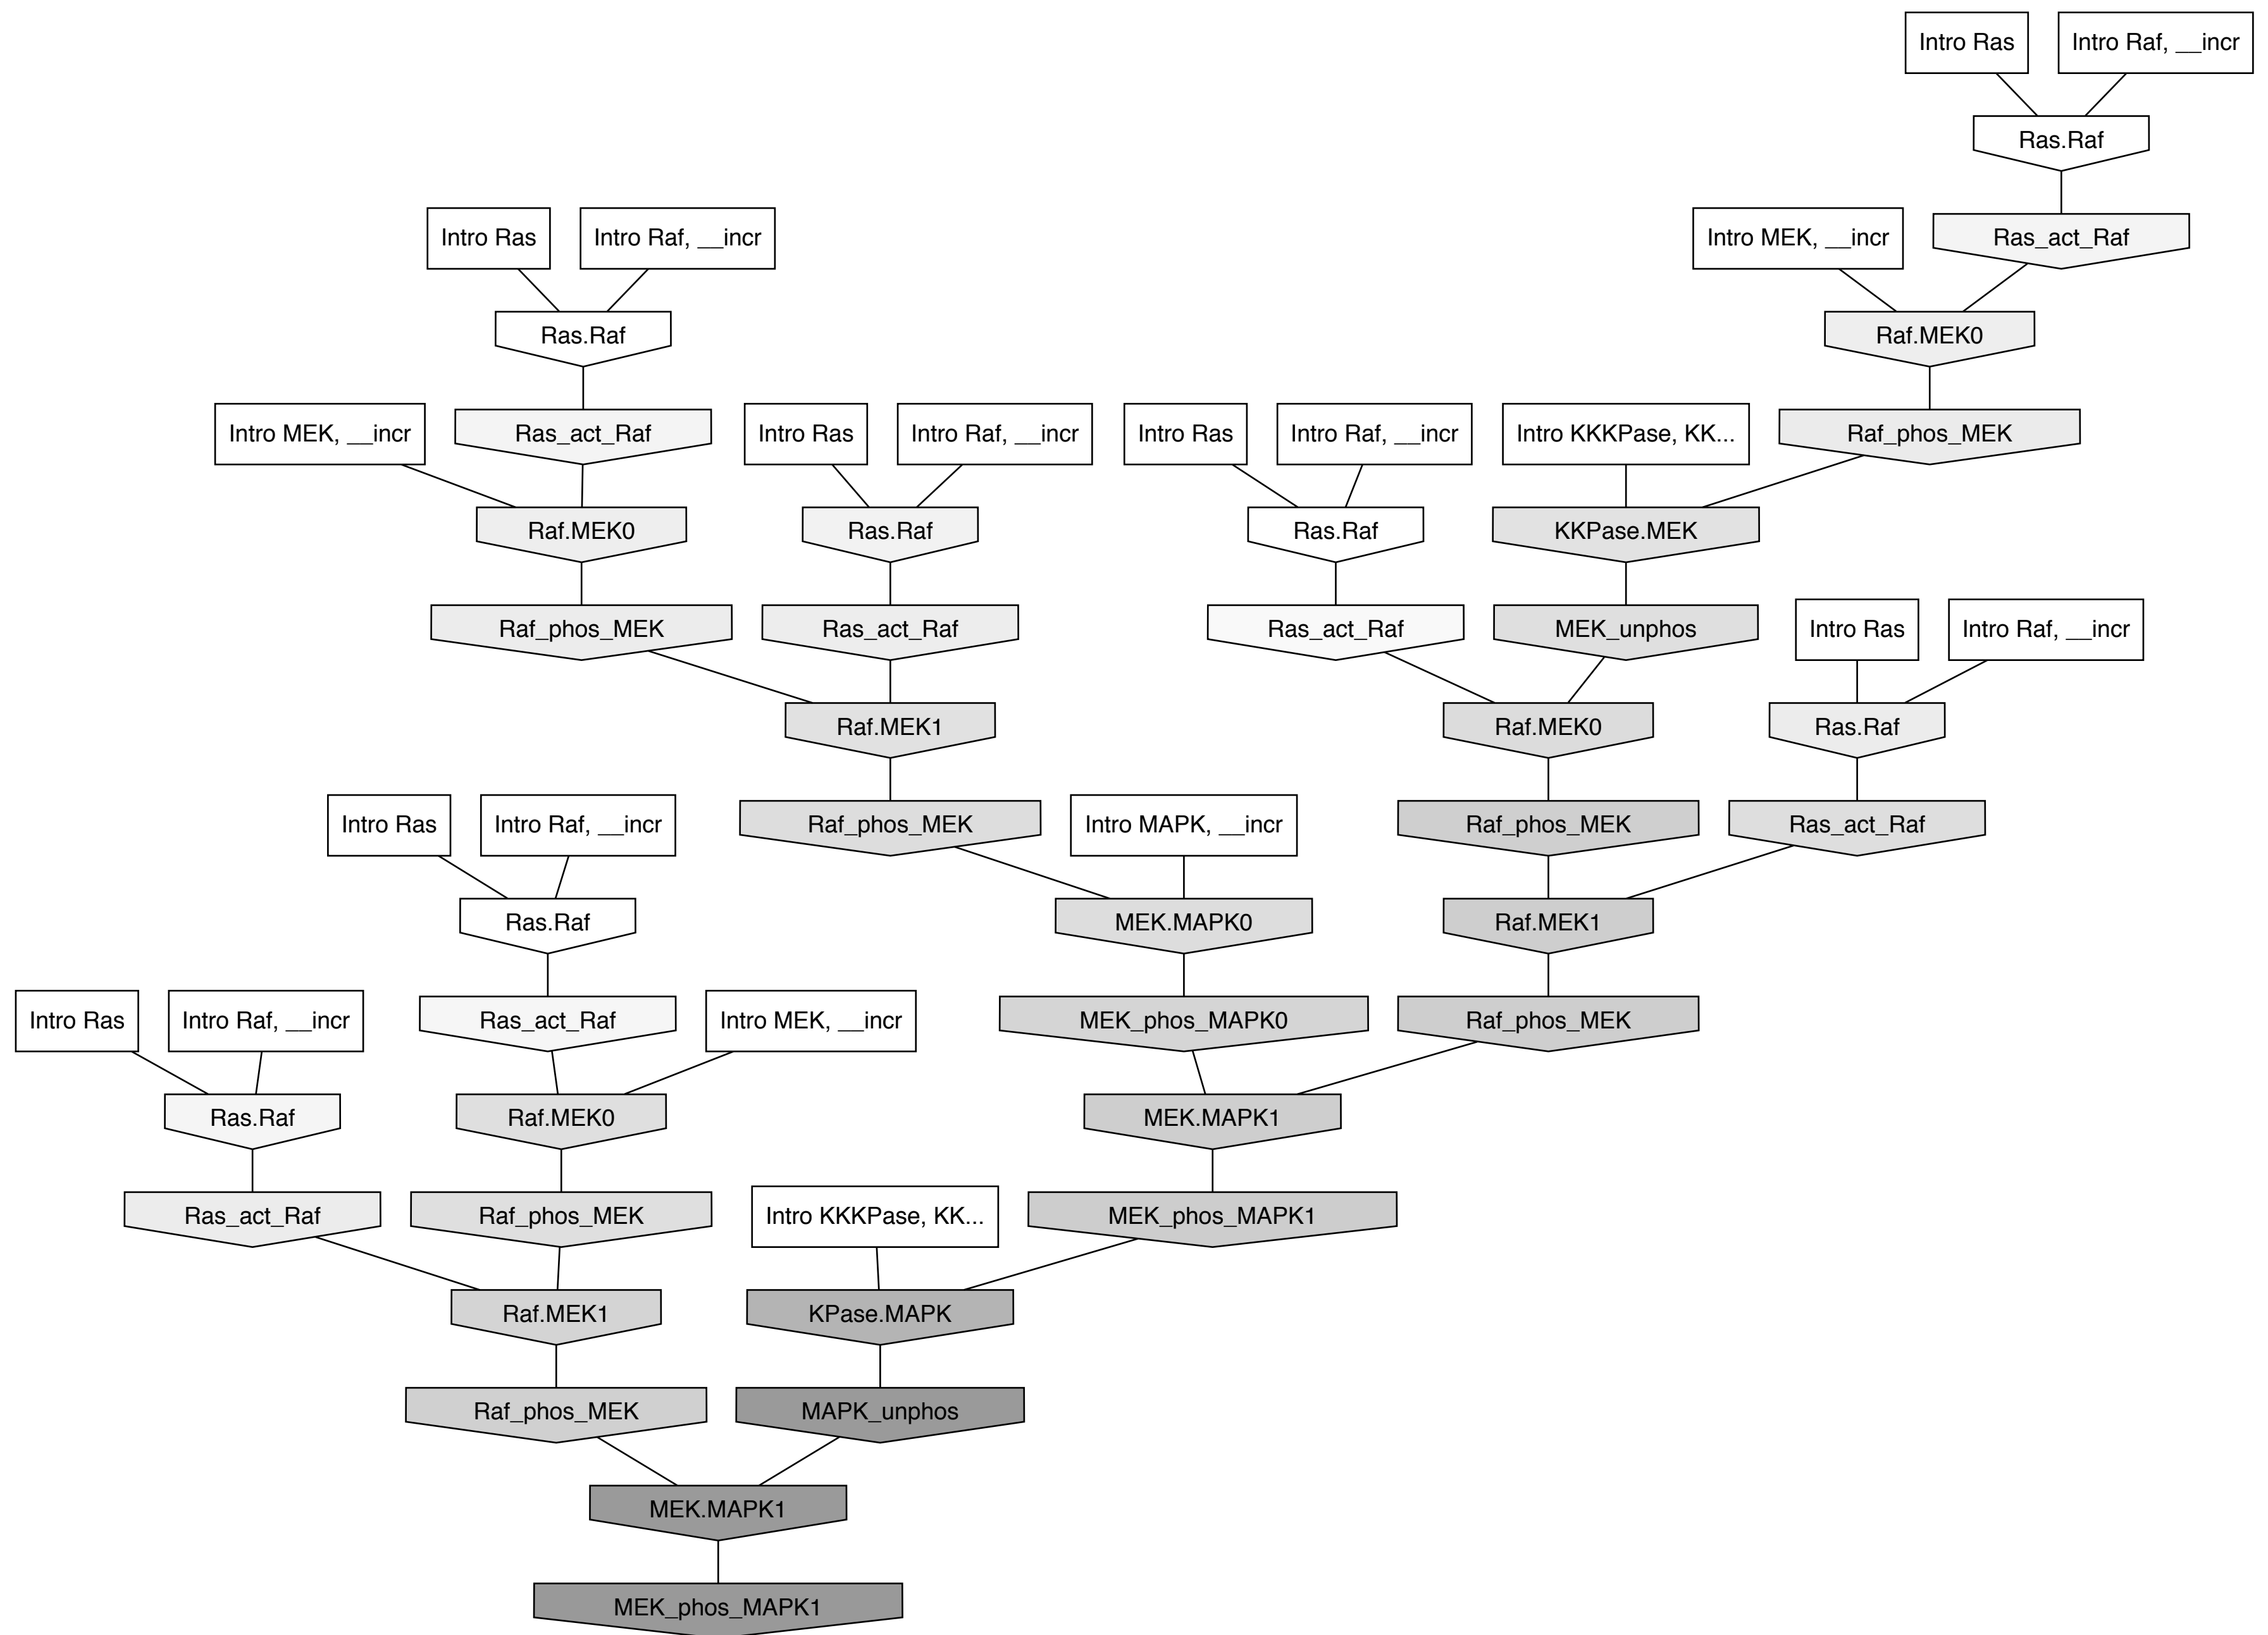 Intro Ras
Intro Raf, __incr
Ras.Raf
Intro Ras
Intro Raf, __incr
Intro MEK, __incr
Ras_act_Raf
Ras.Raf
Raf.MEK0
Intro MEK, __incr
Ras_act_Raf
Intro Ras
Intro Raf, __incr
Intro Ras
Intro Raf, __incr
Intro KKKPase, KK...
Raf_phos_MEK
Raf.MEK0
Ras.Raf
Ras.Raf
KKPase.MEK
Raf_phos_MEK
Ras_act_Raf
Ras_act_Raf
MEK_unphos
Intro Ras
Intro Raf, __incr
Raf.MEK1
Raf.MEK0
Ras.Raf
Intro Ras
Intro Raf, __incr
Raf_phos_MEK
Intro MAPK, __incr
Raf_phos_MEK
Ras_act_Raf
Ras.Raf
MEK.MAPK0
Raf.MEK1
Intro Ras
Intro Raf, __incr
Ras_act_Raf
Intro MEK, __incr
MEK_phos_MAPK0
Raf_phos_MEK
Ras.Raf
Raf.MEK0
MEK.MAPK1
Ras_act_Raf
Raf_phos_MEK
Intro KKKPase, KK...
MEK_phos_MAPK1
Raf.MEK1
KPase.MAPK
Raf_phos_MEK
MAPK_unphos
MEK.MAPK1
MEK_phos_MAPK1